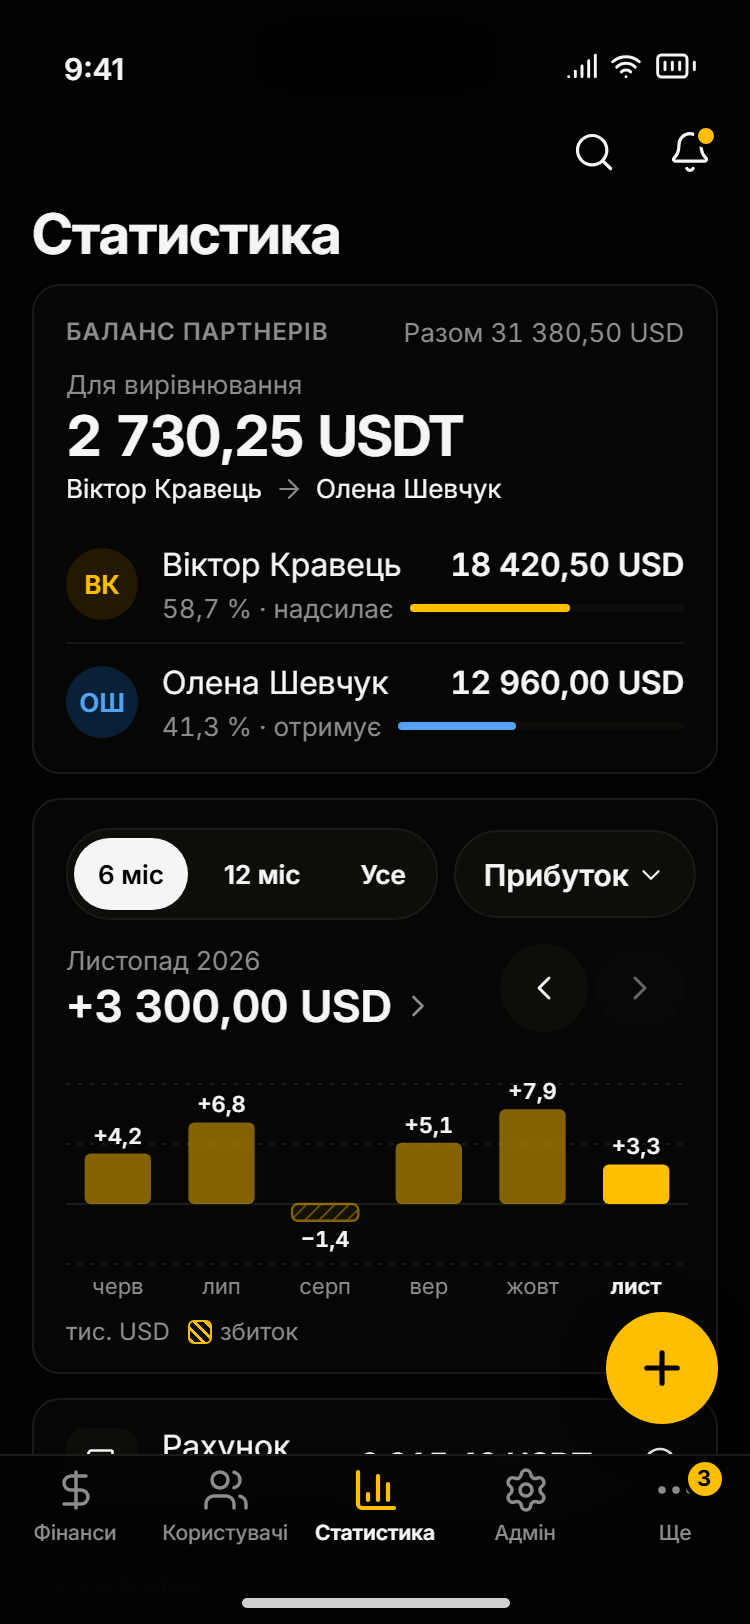 9:41
Статистика
БАЛАНС ПАРТНЕРІВ Разом 31 380,50 USD
Для вирівнювання
2 730,25 USDT
Віктор Кравець → Олена Шевчук
ВК Віктор Кравець 18 420,50 USD
58,7 % · надсилає
ОШ Олена Шевчук 12 960,00 USD
41,3 % · отримує
6 міс 12 міс Усе Прибуток
Листопад 2026
+3 300,00 USD
+4,2 +6,8 −1,4 +5,1 +7,9 +3,3
черв лип серп вер жовт лист
тис. USD збиток
Рахунок
3
Фінанси Користувачі Статистика Адмін Ще